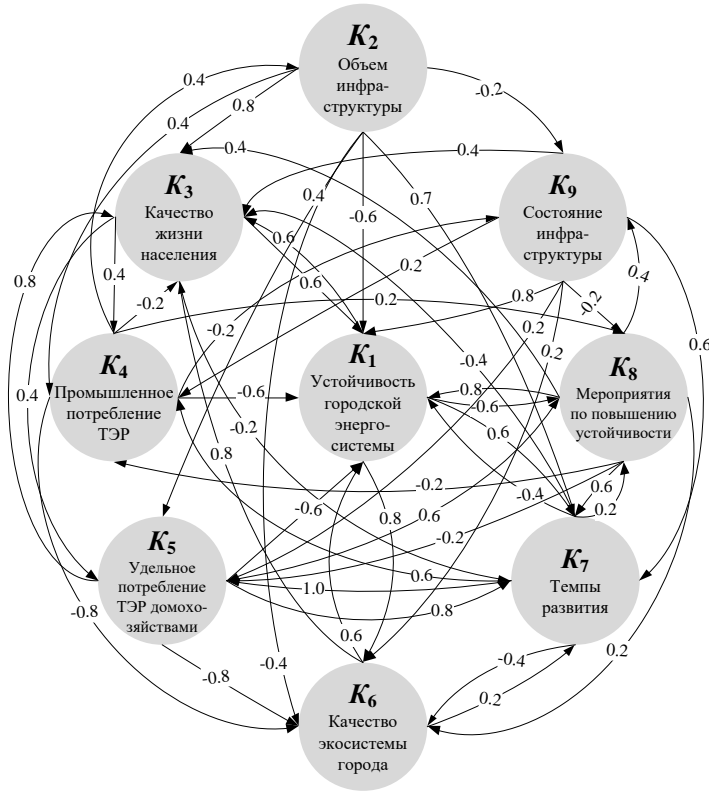 K2
Объем
инфра-
структуры
0.4
0.4
0.8
-0.2
0.4
0.4
K3
Качество
жизни
населения
0.4
0.7
K9
Состояние
инфра-
структуры
-0.6
0.6
0.6
0.2
0.8
0.4
-0.2
0.2
0.8
-0.2
0.4
-0.2
0.2
0.2
0.6
K4
Промышленное
потребление
ТЭР
K1
Устойчивость
городской
энерго-
системы
K8
Мероприятия
по повышению
устойчивости
-0.4
-0.6
0.8
-0.6
0.4
-0.2
0.6
0.8
-0.2
0.6
-0.4
0.2
-0.6
0.8
0.6
-0.2
K5
Удельное
потребление
ТЭР домохо-
зяйствами
K7
Темпы
развития
0.6
1.0
0.8
-0.8
0.6
-0.8
-0.4
-0.4
0.2
0.2
K6
Качество
экосистемы
города